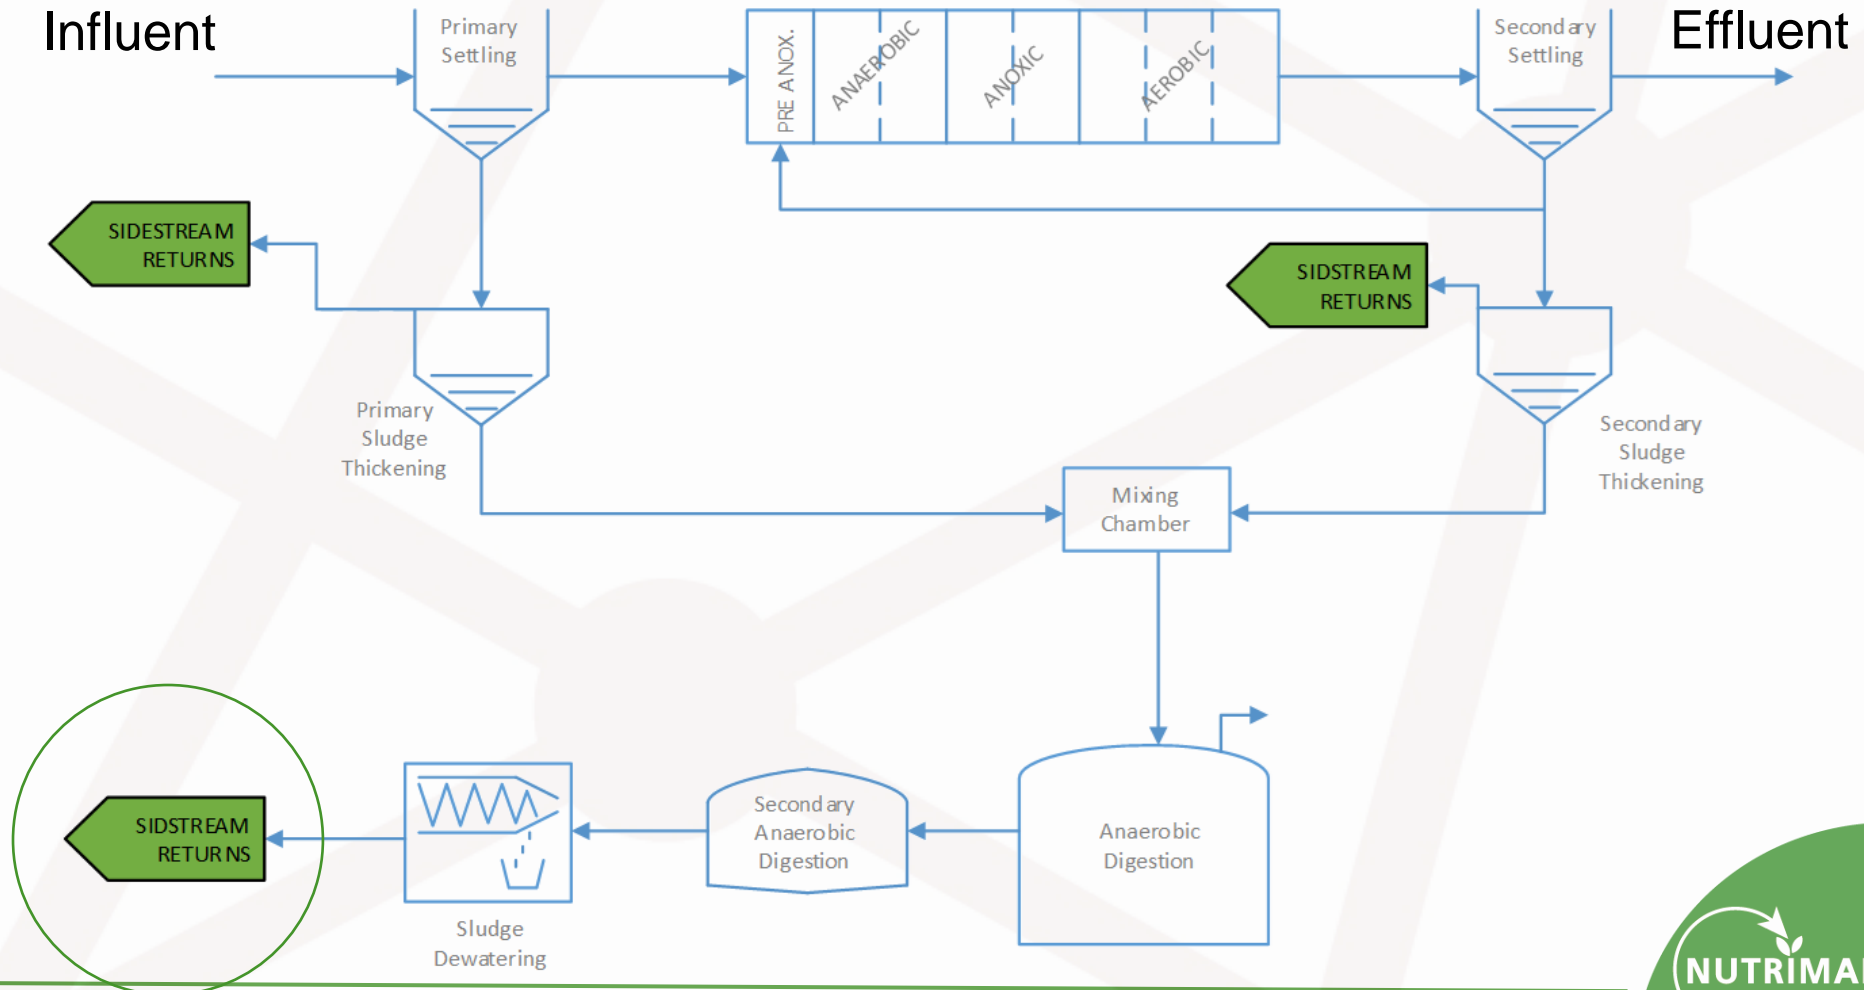 Influent
Primary
Settling
PRE ANOX.
ANAEROBIC
ANOXIC
AEROBIC
Secondary
Settling
Effluent
SIDESTREAM
RETURNS
SIDSTREAM
RETURNS
Primary
Sludge
Thickening
Secondary
Sludge
Thickening
Mixing
Chamber
SIDSTREAM
RETURNS
Sludge
Dewatering
Secondary
Anaerobic
Digestion
Anaerobic
Digestion
NUTRIMA